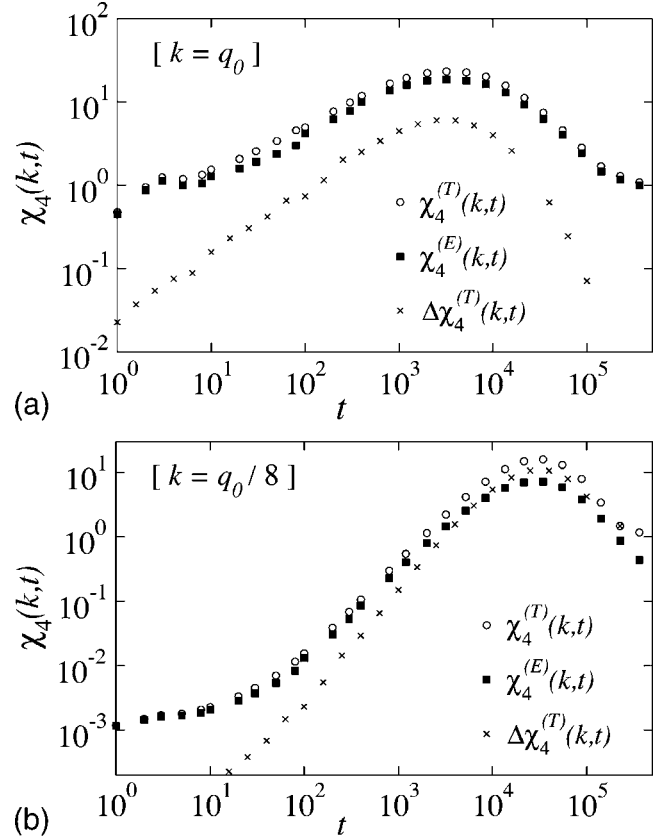 10^2
[ k = q_0 ]
10^1
χ_4(k,t)
10^0
○ χ_4^(T)(k,t)
■ χ_4^(E)(k,t)
10^-1
× Δχ_4^(T)(k,t)
10^-2
10^0 10^1 10^2 10^3 10^4 10^5
(a) t
10^1
[ k = q_0 / 8 ]
10^0
χ_4(k,t)
10^-1
○ χ_4^(T)(k,t)
10^-2
■ χ_4^(E)(k,t)
10^-3
× Δχ_4^(T)(k,t)
10^0 10^1 10^2 10^3 10^4 10^5
(b) t